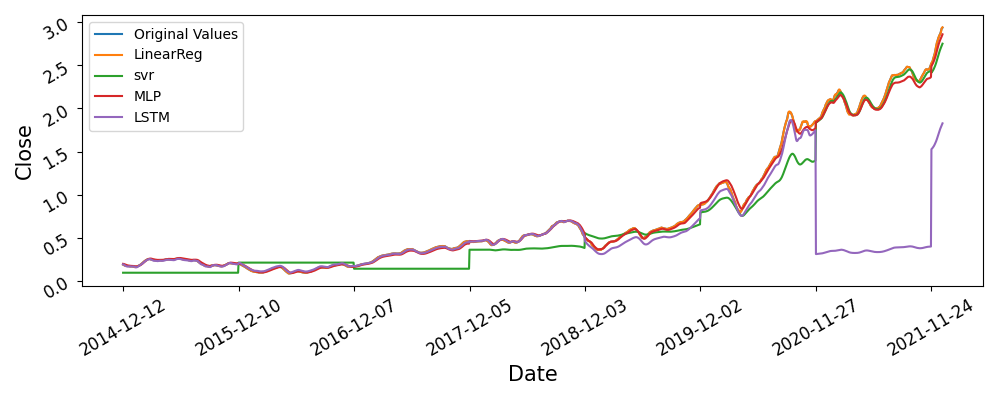 Original Values
LinearReg
svr
MLP
LSTM
Close
3.0
2.5
2.0
1.5
1.0
0.5
0.0
2014-12-12
2015-12-10
2016-12-07
2017-12-05
2018-12-03
2019-12-02
2020-11-27
2021-11-24
Date